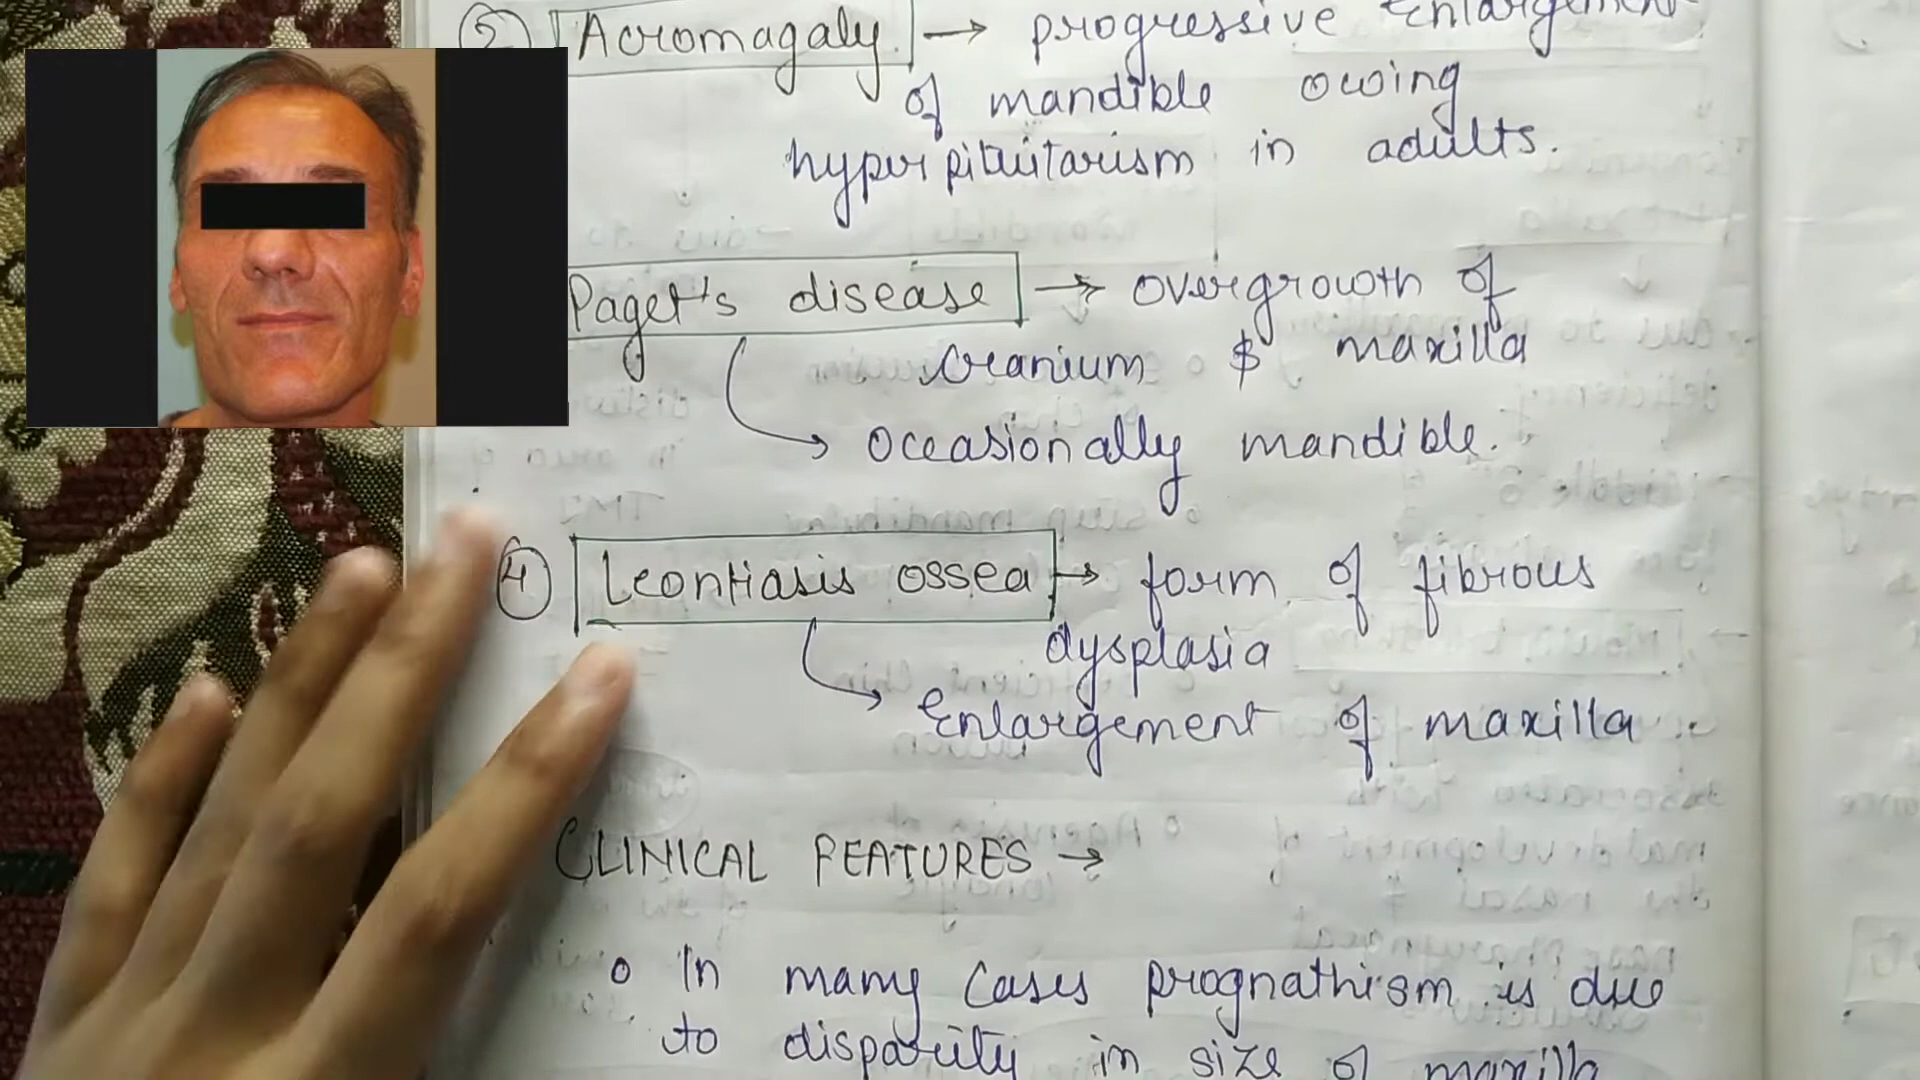 2 Acromagaly → progressive Enlargement
of mandible owing
hyperpituitarism in adults.
Paget's disease → overgrowth of
cranium & maxilla
occasionally mandible.
4 Leontiasis ossea → form of fibrous
dysplasia
Enlargement of maxilla
CLINICAL FEATURES →
o In many cases prognathism is due
to disparity in size of maxilla